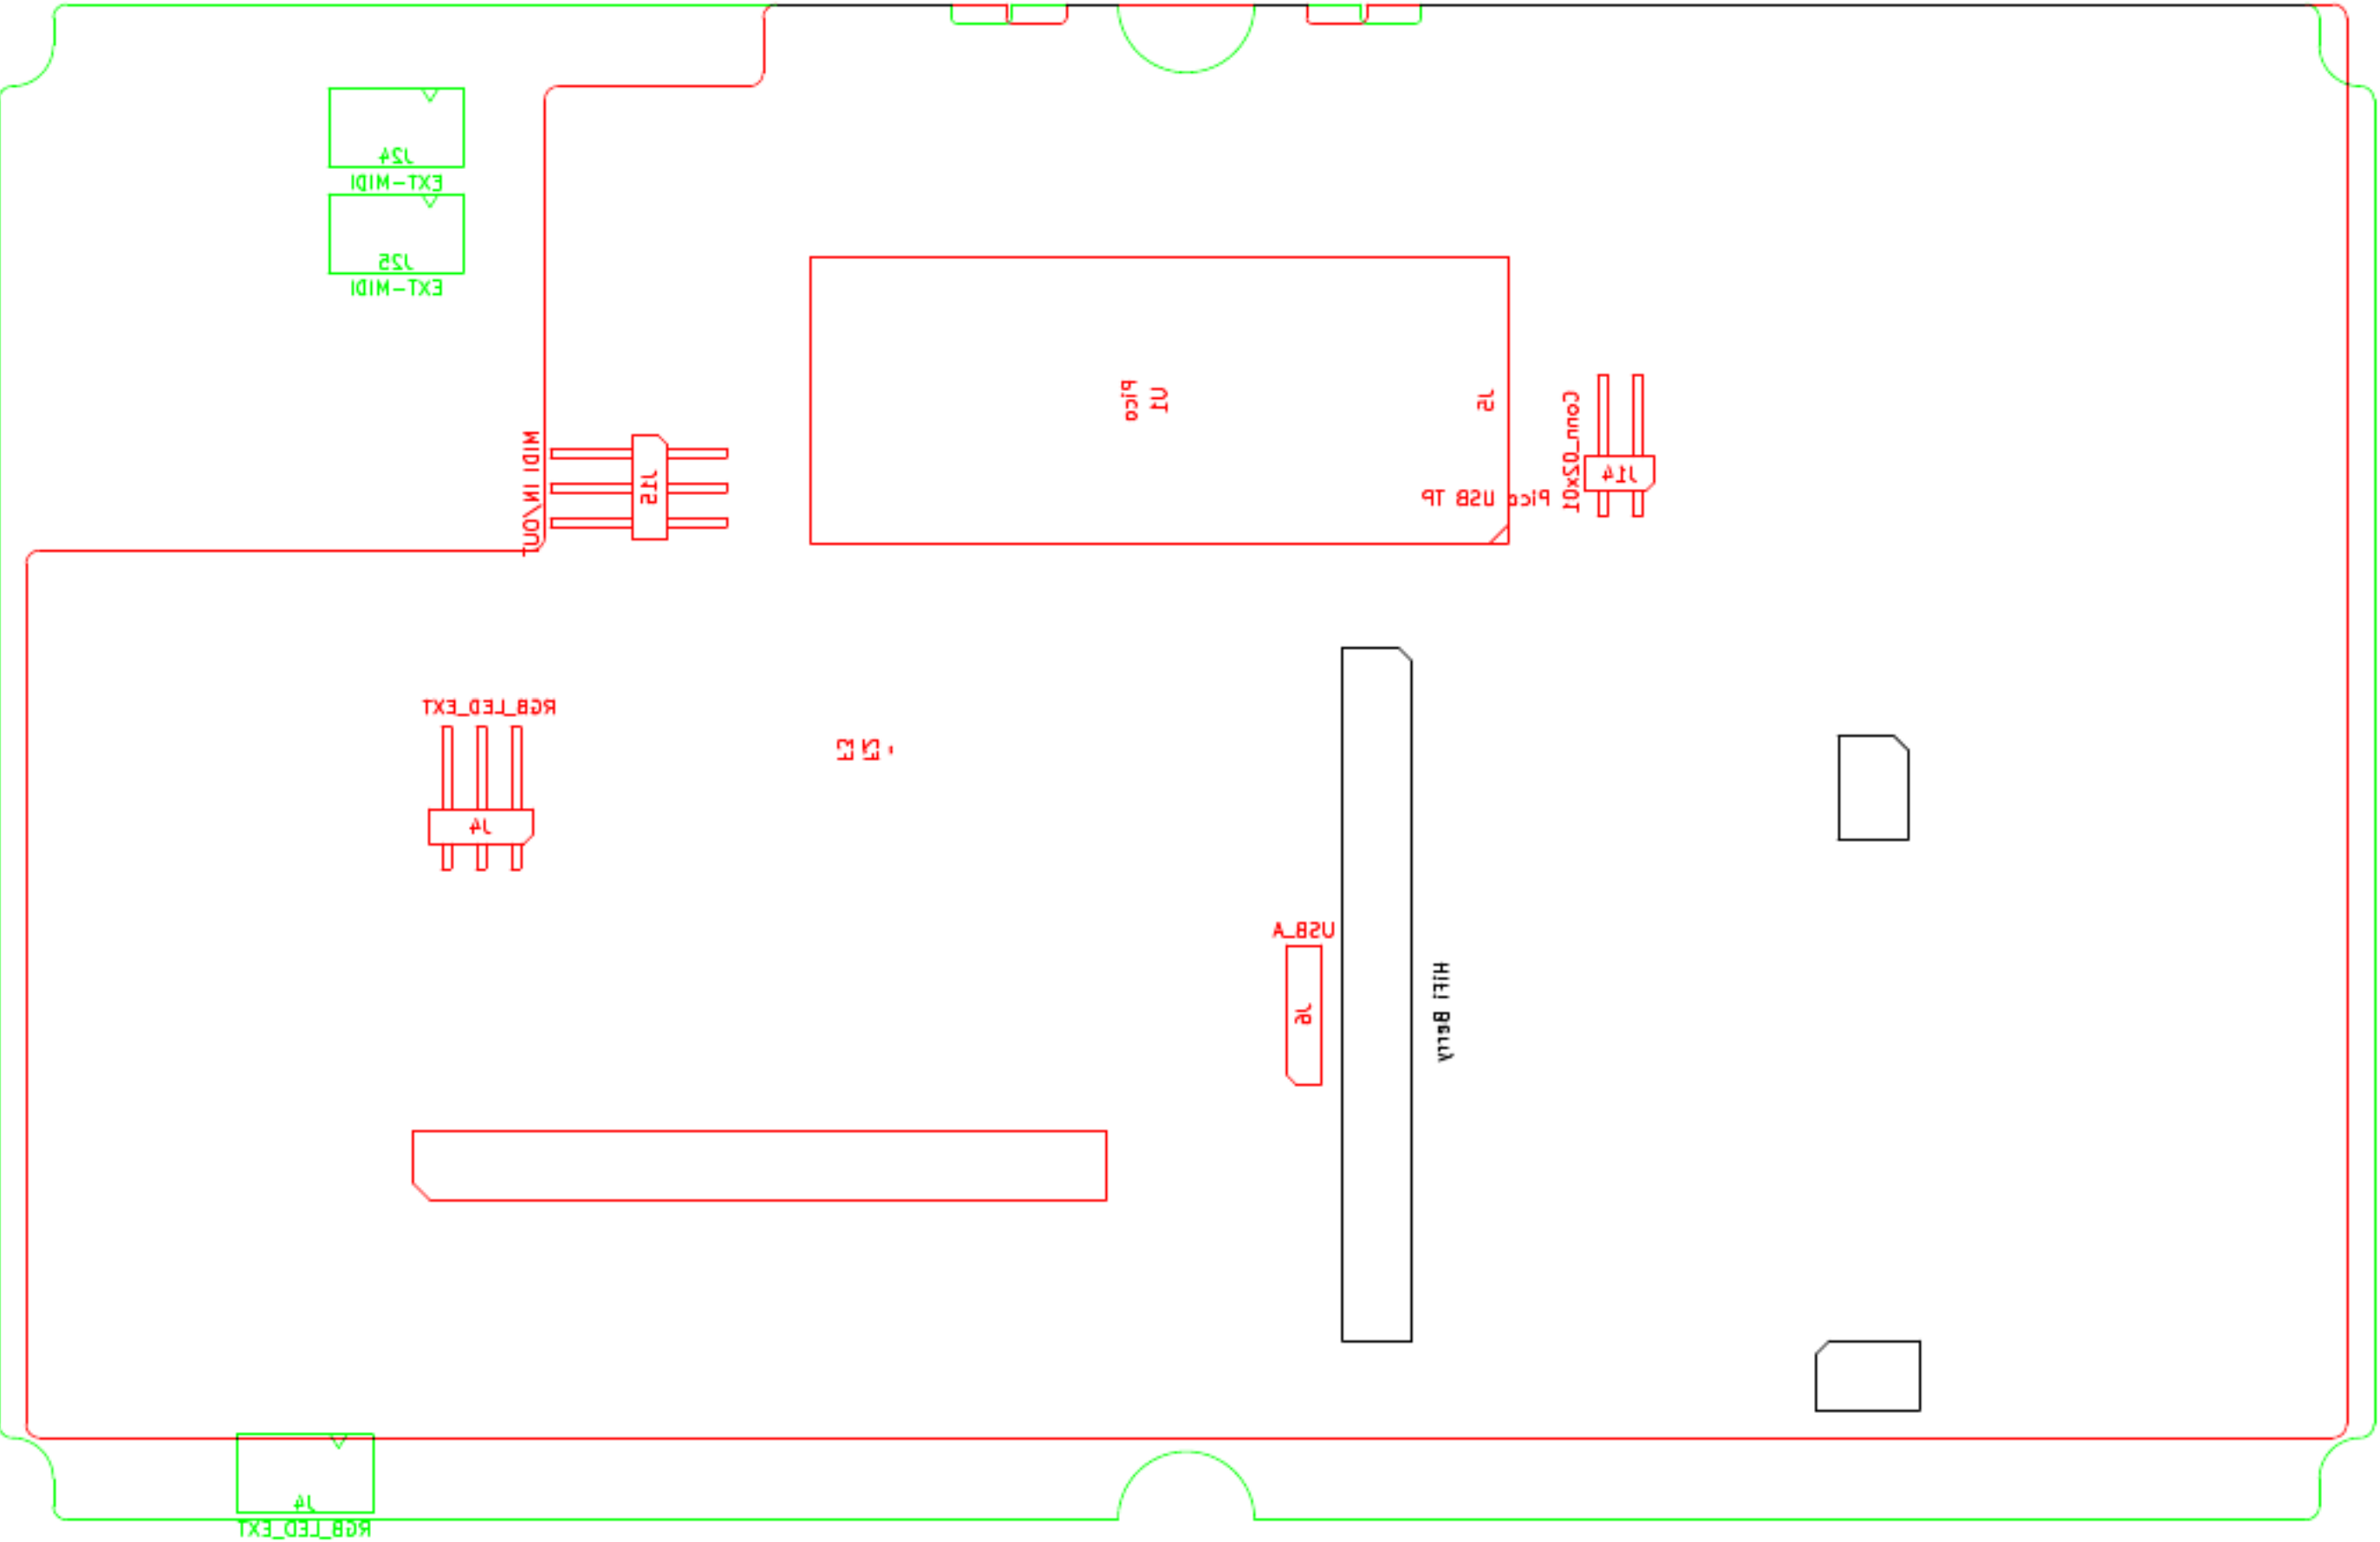 J24
EXT-MIDI
J25
EXT-MIDI
U1
Pico
J5
Conn_02x01
J14
MIDI IN/OUT
J15
Pico USB TP
RGB_LED_EXT
J4
USB_A
J6
HiFi Berry
J4
RGB_LED_EXT